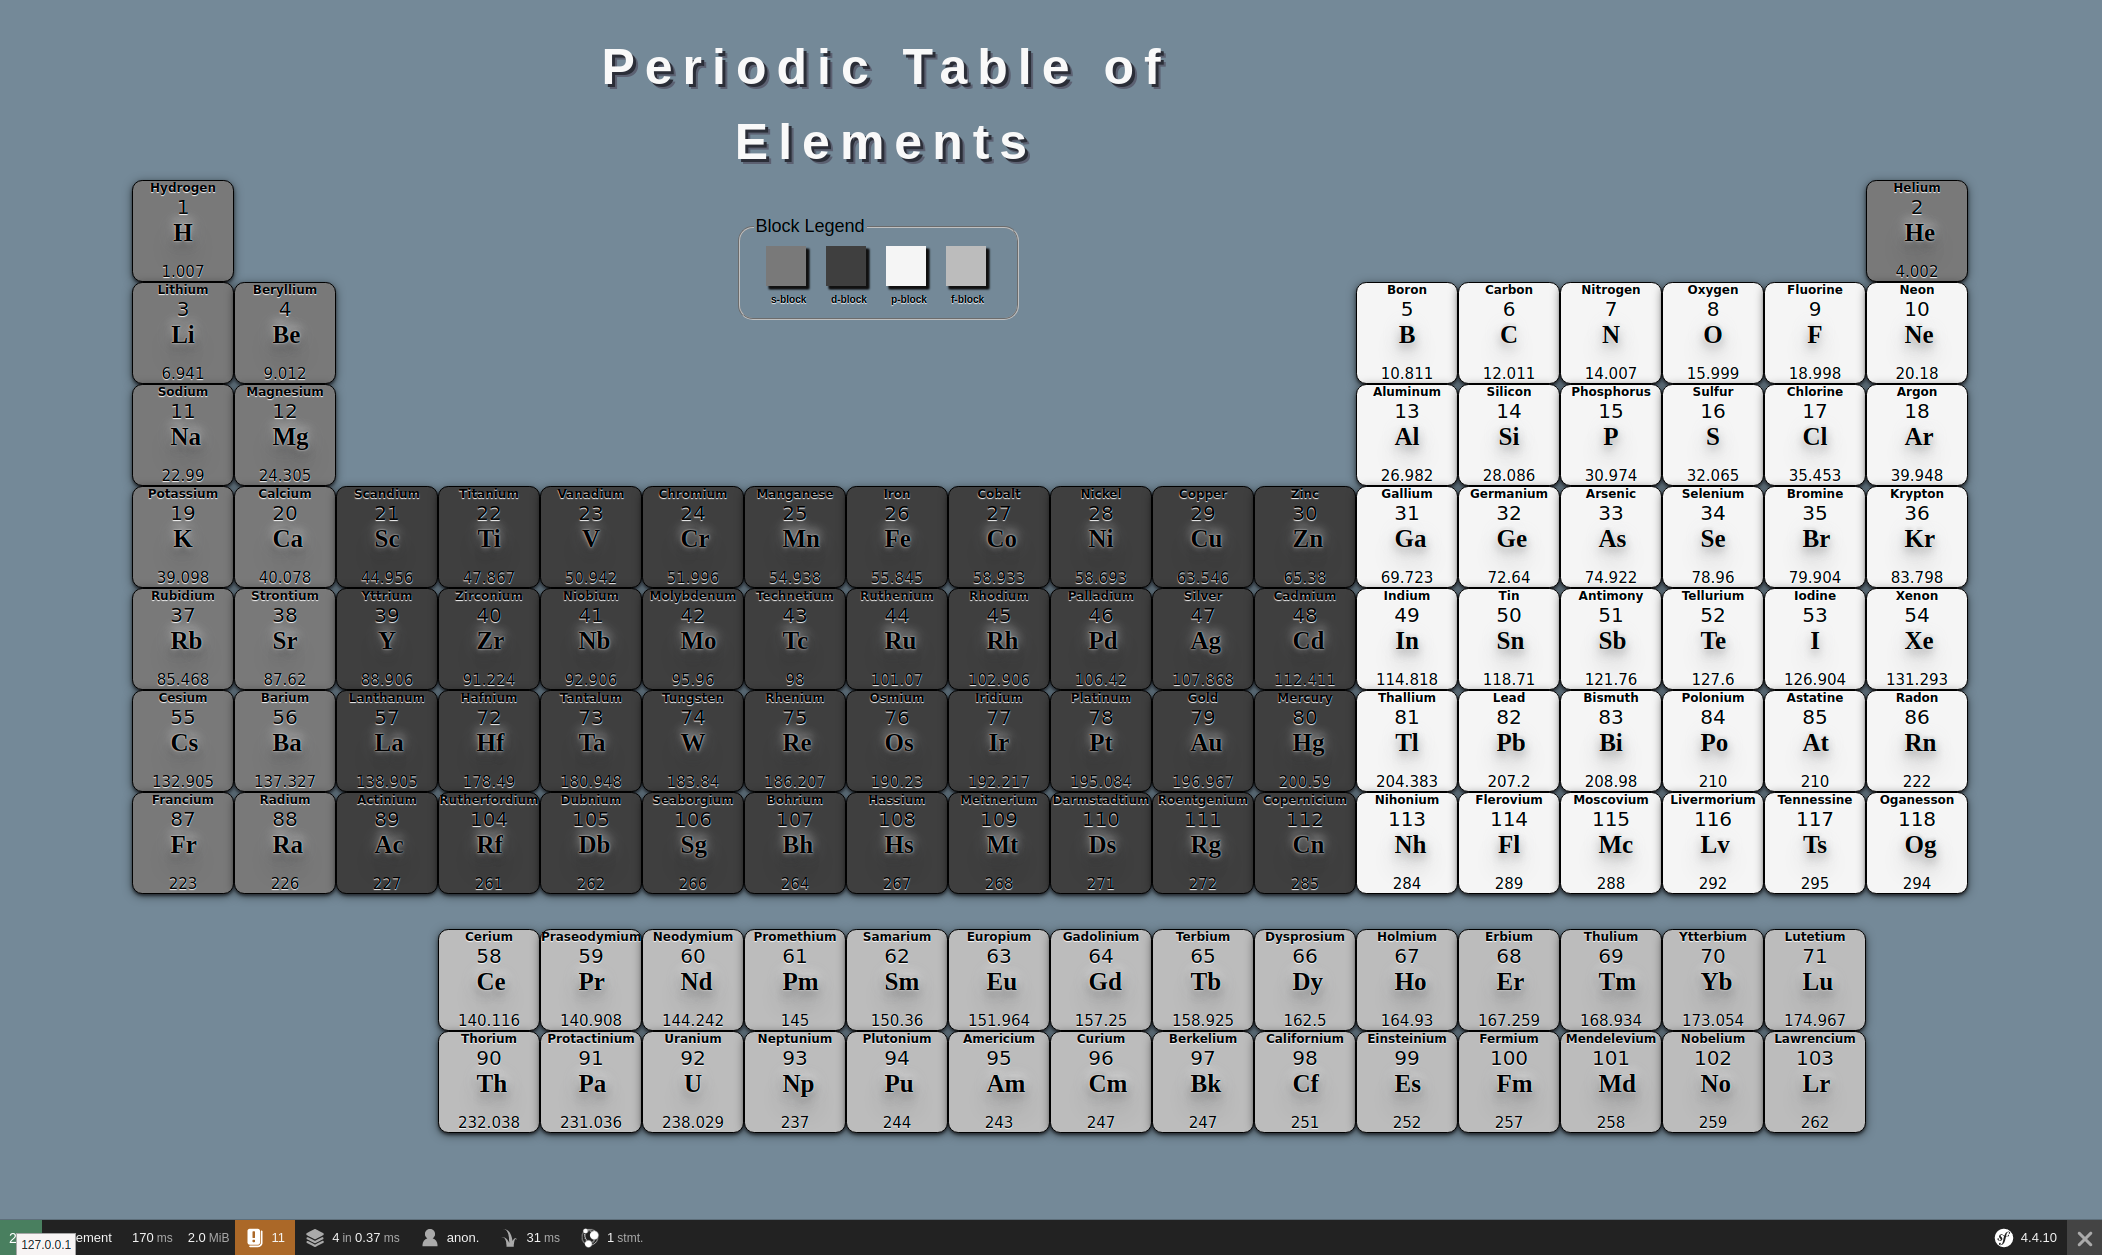 Periodic Table of
Elements
Hydrogen Helium
1 2
H He
1.007 4.002
Block Legend
s-block d-block p-block f-block
Lithium Beryllium Boron Carbon Nitrogen Oxygen Fluorine Neon
3 4 5 6 7 8 9 10
Li Be B C N O F Ne
6.941 9.012 10.811 12.011 14.007 15.999 18.998 20.18
Sodium Magnesium Aluminum Silicon Phosphorus Sulfur Chlorine Argon
11 12 13 14 15 16 17 18
Na Mg Al Si P S Cl Ar
22.99 24.305 26.982 28.086 30.974 32.065 35.453 39.948
Potassium Calcium Scandium Titanium Vanadium Chromium Manganese Iron Cobalt Nickel Copper Zinc Gallium Germanium Arsenic Selenium Bromine Krypton
19 20 21 22 23 24 25 26 27 28 29 30 31 32 33 34 35 36
K Ca Sc Ti V Cr Mn Fe Co Ni Cu Zn Ga Ge As Se Br Kr
39.098 40.078 44.956 47.867 50.942 51.996 54.938 55.845 58.933 58.693 63.546 65.38 69.723 72.64 74.922 78.96 79.904 83.798
Rubidium Strontium Yttrium Zirconium Niobium Molybdenum Technetium Ruthenium Rhodium Palladium Silver Cadmium Indium Tin Antimony Tellurium Iodine Xenon
37 38 39 40 41 42 43 44 45 46 47 48 49 50 51 52 53 54
Rb Sr Y Zr Nb Mo Tc Ru Rh Pd Ag Cd In Sn Sb Te I Xe
85.468 87.62 88.906 91.224 92.906 95.96 98 101.07 102.906 106.42 107.868 112.411 114.818 118.71 121.76 127.6 126.904 131.293
Cesium Barium Lanthanum Hafnium Tantalum Tungsten Rhenium Osmium Iridium Platinum Gold Mercury Thallium Lead Bismuth Polonium Astatine Radon
55 56 57 72 73 74 75 76 77 78 79 80 81 82 83 84 85 86
Cs Ba La Hf Ta W Re Os Ir Pt Au Hg Tl Pb Bi Po At Rn
132.905 137.327 138.905 178.49 180.948 183.84 186.207 190.23 192.217 195.084 196.967 200.59 204.383 207.2 208.98 210 210 222
Francium Radium Actinium Rutherfordium Dubnium Seaborgium Bohrium Hassium Meitnerium Darmstadtium Roentgenium Copernicium Nihonium Flerovium Moscovium Livermorium Tennessine Oganesson
87 88 89 104 105 106 107 108 109 110 111 112 113 114 115 116 117 118
Fr Ra Ac Rf Db Sg Bh Hs Mt Ds Rg Cn Nh Fl Mc Lv Ts Og
223 226 227 261 262 266 264 267 268 271 272 285 284 289 288 292 295 294
Cerium Praseodymium Neodymium Promethium Samarium Europium Gadolinium Terbium Dysprosium Holmium Erbium Thulium Ytterbium Lutetium
58 59 60 61 62 63 64 65 66 67 68 69 70 71
Ce Pr Nd Pm Sm Eu Gd Tb Dy Ho Er Tm Yb Lu
140.116 140.908 144.242 145 150.36 151.964 157.25 158.925 162.5 164.93 167.259 168.934 173.054 174.967
Thorium Protactinium Uranium Neptunium Plutonium Americium Curium Berkelium Californium Einsteinium Fermium Mendelevium Nobelium Lawrencium
90 91 92 93 94 95 96 97 98 99 100 101 102 103
Th Pa U Np Pu Am Cm Bk Cf Es Fm Md No Lr
232.038 231.036 238.029 237 244 243 247 247 251 252 257 258 259 262
2 ement 170 ms 2.0 MiB 11 4 in 0.37 ms anon. 31 ms 1 stmt. sf 4.4.10
127.0.0.1